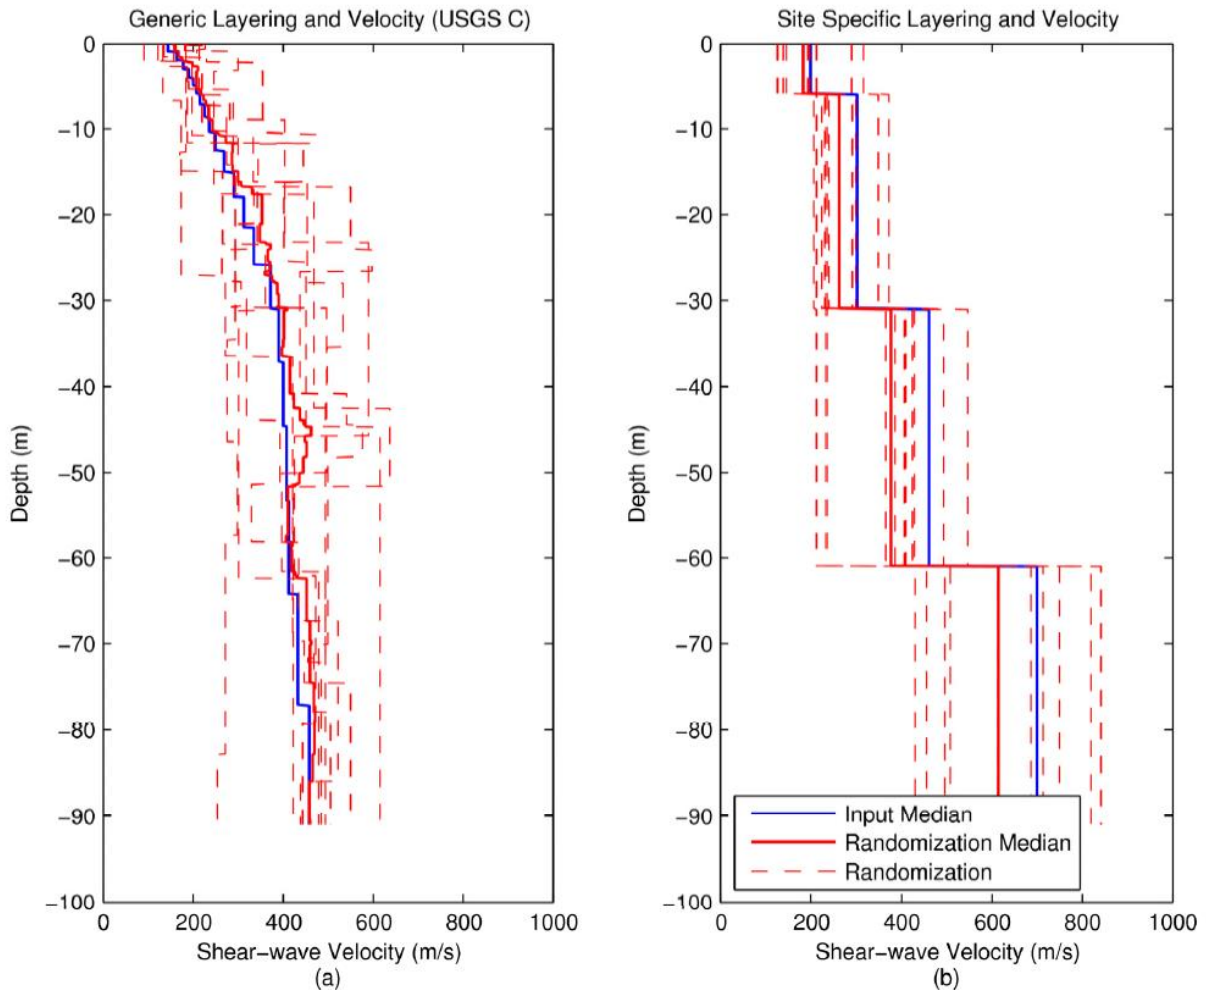 Generic Layering and Velocity (USGS C)
0
−10
−20
−30
−40
−50
−60
−70
−80
−90
−100
0 200 400 600 800 1000
Depth (m)
Shear−wave Velocity (m/s)
(a)
Site Specific Layering and Velocity
0
−10
−20
−30
−40
−50
−60
−70
−80
−90
−100
0 200 400 600 800 1000
Depth (m)
Input Median
Randomization Median
Randomization
Shear−wave Velocity (m/s)
(b)